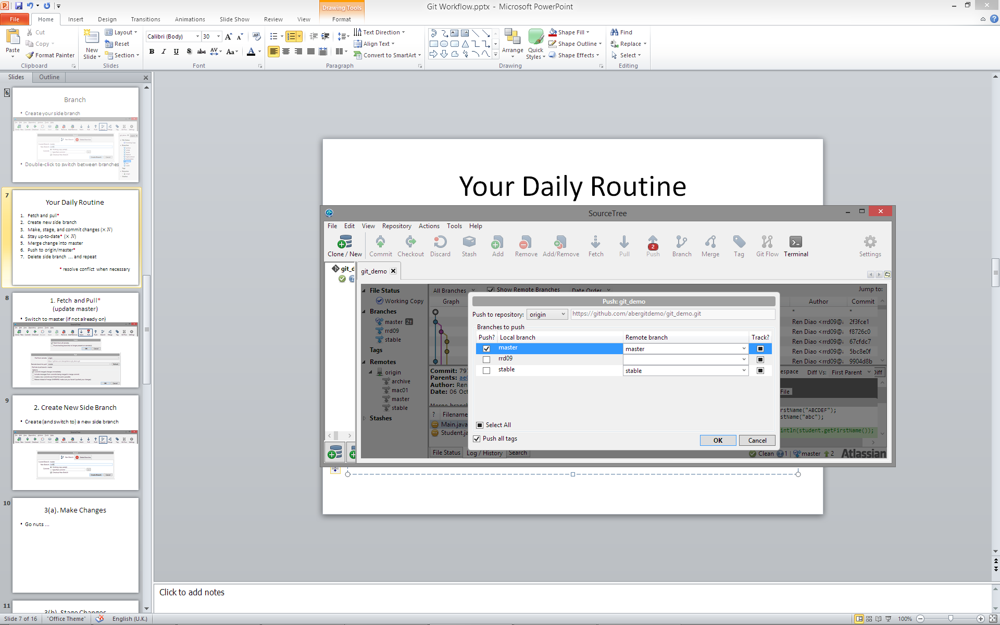 Git Workflow.pptx - Microsoft PowerPoint
Drawing Tools
File Home Insert Design Transitions Animations Slide Show Review View Format
Paste
Cut
Copy
Format Painter
Clipboard
New Slide
Layout
Reset
Section
Slides
Calibri (Body) 30
B I U S abc AV Aa A
Font
Text Direction
Align Text
Convert to SmartArt
Paragraph
Arrange
Quick Styles
Shape Fill
Shape Outline
Shape Effects
Drawing
Find
Replace
Select
Editing
Slides Outline
6
Branch
• Create your side branch
• Double-click to switch between branches
7
Your Daily Routine
1. Fetch and pull*
2. Create new side branch
3. Make, stage, and commit changes (× N)
4. Stay up-to-date* (× N)
5. Merge change into master
6. Push to origin/master*
7. Delete side branch ... and repeat
* resolve conflict when necessary
8
1. Fetch and Pull*
(update master)
• Switch to master (if not already on)
9
2. Create New Side Branch
• Create (and switch to) a new side branch
10
3(a). Make Changes
• Go nuts ...
11
3(b). Stage Changes
Your Daily Routine
SourceTree
File Edit View Repository Actions Tools Help
2
Clone / New Commit Checkout Discard Stash Add Remove Add/Remove Fetch Pull Push Branch Merge Tag Git Flow Terminal Settings
git_d
git_demo
File Status
Working Copy
Branches
master 2↑
rrd09
stable
Tags
Remotes
origin
archive
mac01
master
stable
Stashes
All Branches Show Remote Branches Date Order Jump to:
Graph Author Commit
* *
Ren Diao <rrd09@a 2f3fce1
Ren Diao <rrd09@a f8726c0
Ren Diao <rrd09@a 67cfdc7
Ren Diao <rrd09@a 5bc8e0f
Ren Diao <rrd09@a 9904d8b
Commit: 797
Parents: ae0
Author: Ren
Date: 06 Oct
Merge branch
espace Diff Vs: First Parent Diff
File
? Filename
Main.java
Student.ja
rstName("ABCDEF");
stName("abc");
intln(student.getFirstName());
Push: git_demo
Push to repository: origin https://github.com/abergitdemo/git_demo.git
Branches to push
Push? Local branch Remote branch Track?
master master
rrd09
stable stable
Select All
Push all tags
OK Cancel
File Status Log / History Search
Clean 1 master 2 Atlassian
Click to add notes
Slide 7 of 16 "Office Theme" English (U.K.) 100%